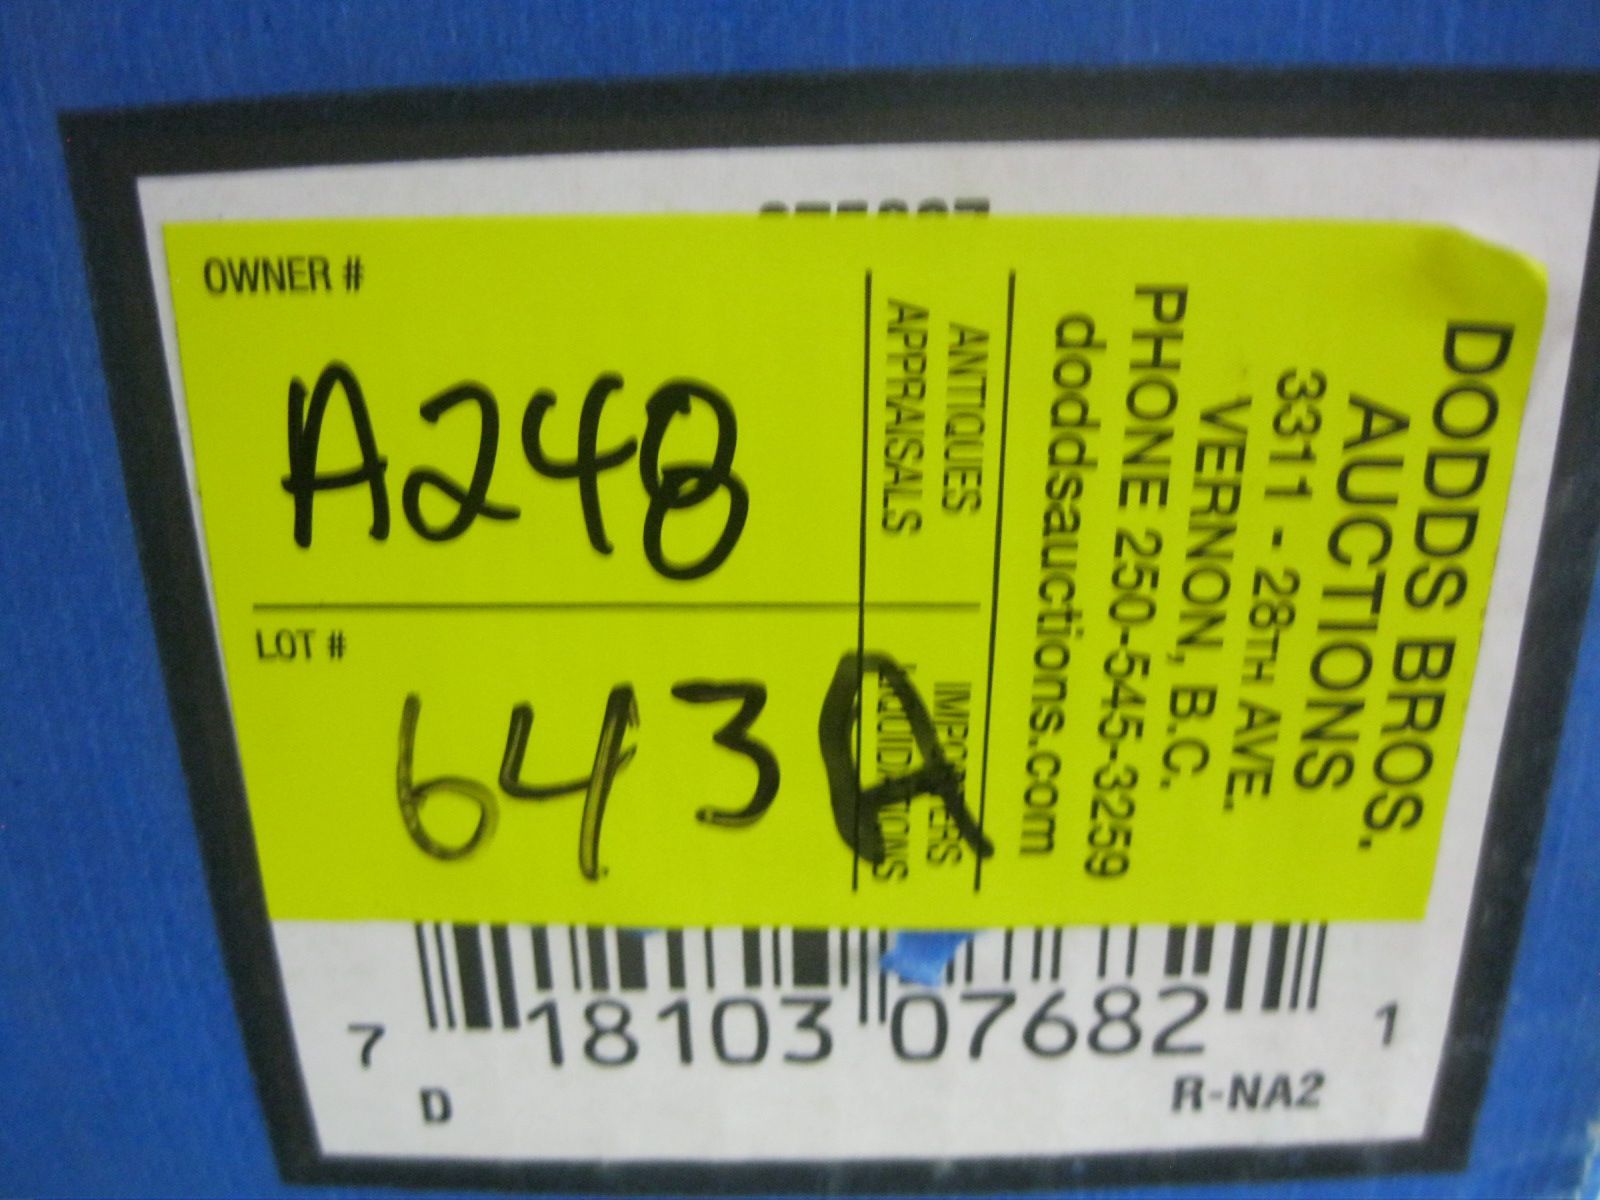 OWNER #
A248
LOT #
643A
DODDS BROS.
AUCTIONS
3311 - 28TH AVE.
VERNON, B.C.
PHONE 250-545-3259
doddsauctions.com
ANTIQUES
APPRAISALS
IMPORTERS
LIQUIDATIONS
7 18103 07682 1
D R-NA2